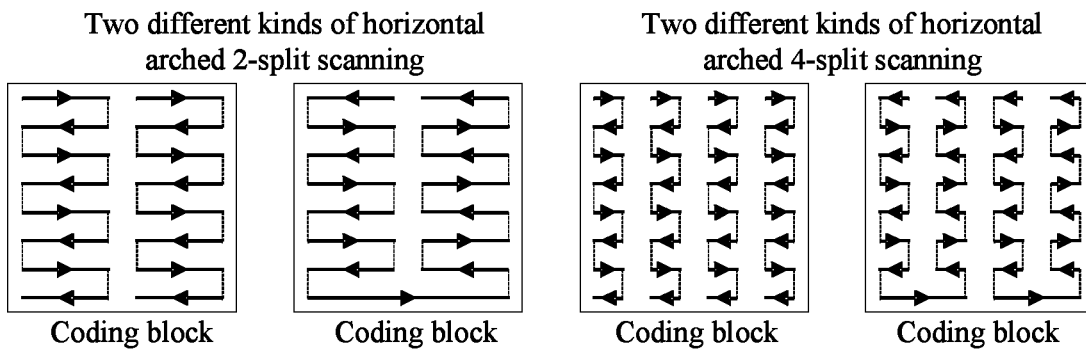 Two different kinds of horizontal
arched 2-split scanning
Two different kinds of horizontal
arched 4-split scanning
Coding block
Coding block
Coding block
Coding block